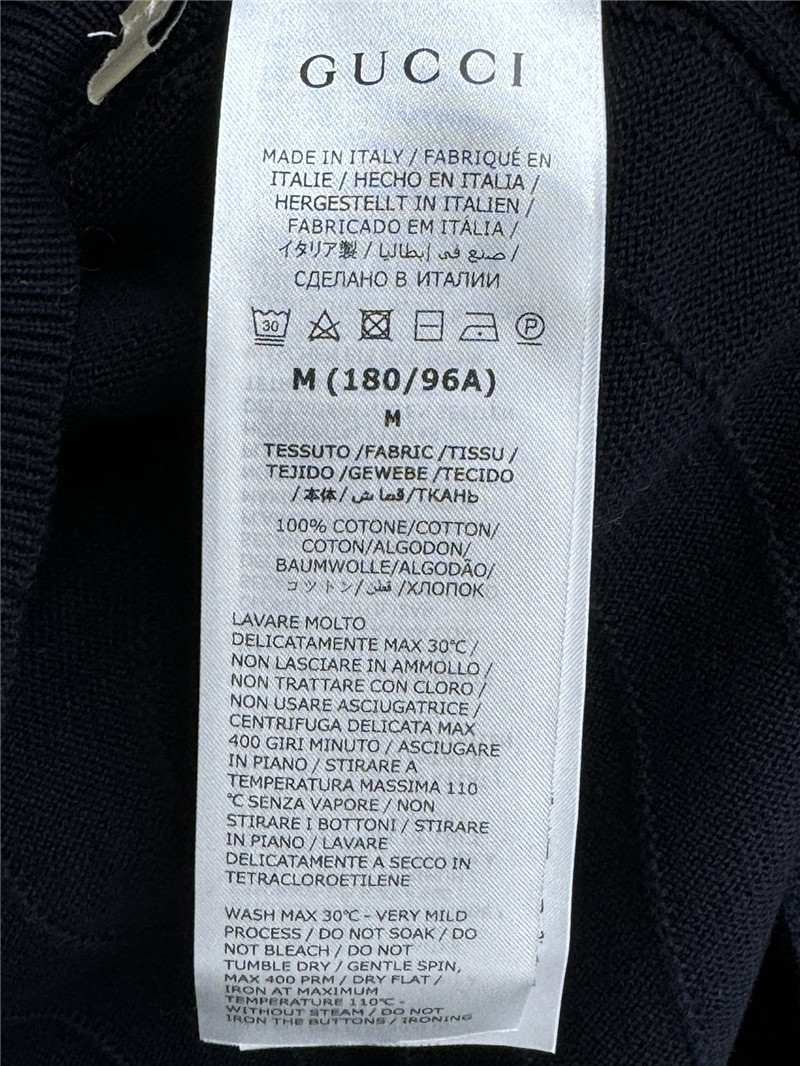 GUCCI
MADE IN ITALY / FABRIQUÉ EN
ITALIE / HECHO EN ITALIA /
HERGESTELLT IN ITALIEN /
FABRICADO EM ITÁLIA /
イタリア製 / صنع في إيطاليا /
СДЕЛАНО В ИТАЛИИ
30
P
M (180/96A)
M
TESSUTO /FABRIC /TISSU /
TEJIDO /GEWEBE /TECIDO
/本体/ قماش /ТКАНЬ
100% COTONE/COTTON/
COTON/ALGODON/
BAUMWOLLE/ALGODÃO/
コットン/ قطن /ХЛОПОК
LAVARE MOLTO
DELICATAMENTE MAX 30℃ /
NON LASCIARE IN AMMOLLO /
NON TRATTARE CON CLORO /
NON USARE ASCIUGATRICE /
CENTRIFUGA DELICATA MAX
400 GIRI MINUTO / ASCIUGARE
IN PIANO / STIRARE A
TEMPERATURA MASSIMA 110
℃ SENZA VAPORE / NON
STIRARE I BOTTONI / STIRARE
IN PIANO / LAVARE
DELICATAMENTE A SECCO IN
TETRACLOROETILENE
WASH MAX 30℃ - VERY MILD
PROCESS / DO NOT SOAK / DO
NOT BLEACH / DO NOT
TUMBLE DRY / GENTLE SPIN,
MAX 400 PRM / DRY FLAT /
IRON AT MAXIMUM
TEMPERATURE 110℃ -
WITHOUT STEAM / DO NOT
IRON THE BUTTONS / IRONING